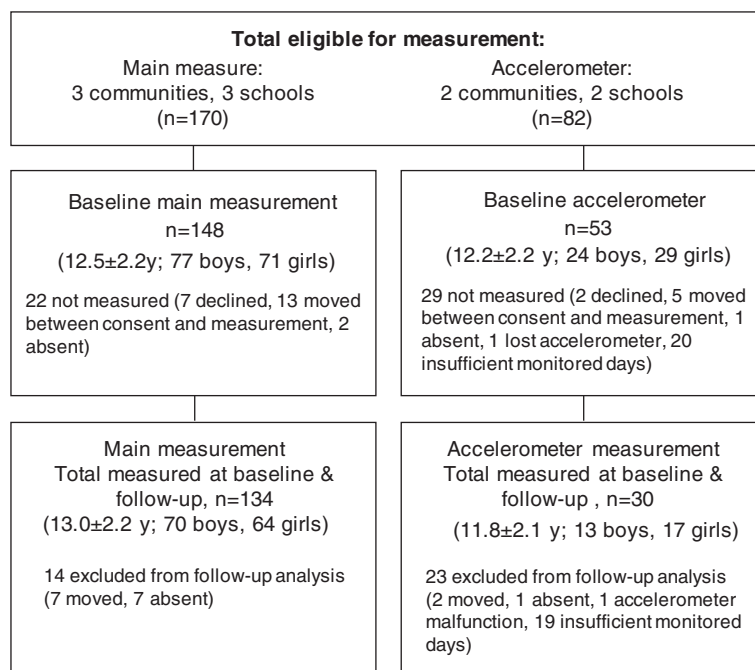 Total eligible for measurement:
Main measure:
3 communities, 3 schools
(n=170)
Accelerometer:
2 communities, 2 schools
(n=82)
Baseline main measurement
n=148
(12.5±2.2y; 77 boys, 71 girls)
22 not measured (7 declined, 13 moved
between consent and measurement, 2
absent)
Baseline accelerometer
n=53
(12.2±2.2 y; 24 boys, 29 girls)
29 not measured (2 declined, 5 moved
between consent and measurement, 1
absent, 1 lost accelerometer, 20
insufficient monitored days)
Main measurement
Total measured at baseline &
follow-up, n=134
(13.0±2.2 y; 70 boys, 64 girls)
14 excluded from follow-up analysis
(7 moved, 7 absent)
Accelerometer measurement
Total measured at baseline &
follow-up , n=30
(11.8±2.1 y; 13 boys, 17 girls)
23 excluded from follow-up analysis
(2 moved, 1 absent, 1 accelerometer
malfunction, 19 insufficient monitored
days)